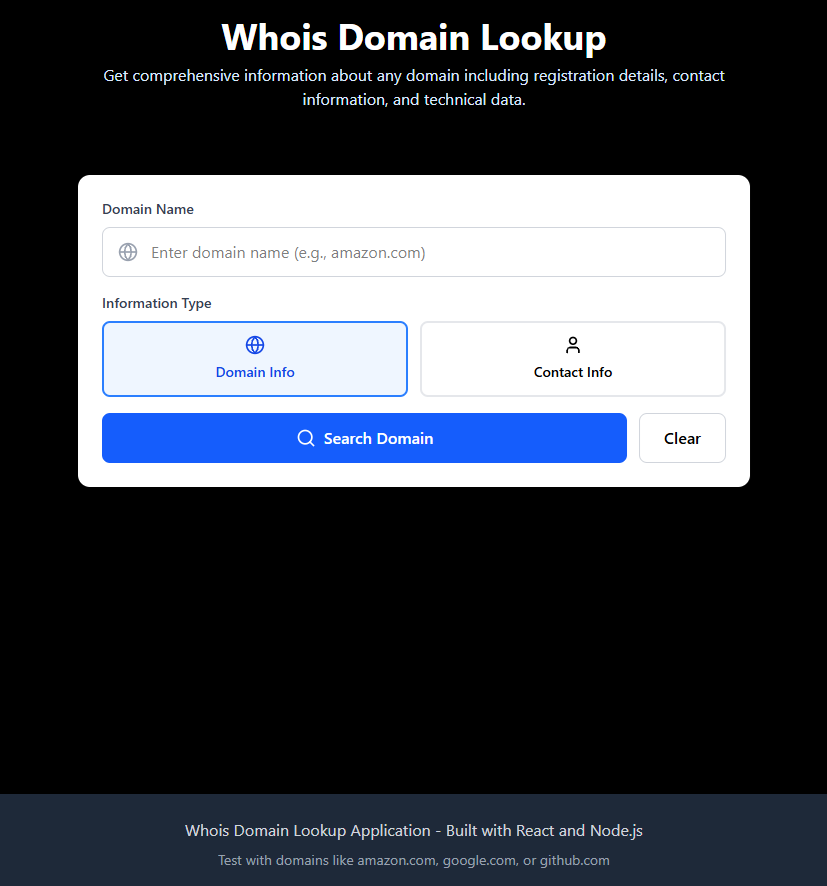 Whois Domain Lookup
Get comprehensive information about any domain including registration details, contact
information, and technical data.
Domain Name
Enter domain name (e.g., amazon.com)
Information Type
Domain Info
Contact Info
Search Domain
Clear
Whois Domain Lookup Application - Built with React and Node.js
Test with domains like amazon.com, google.com, or github.com